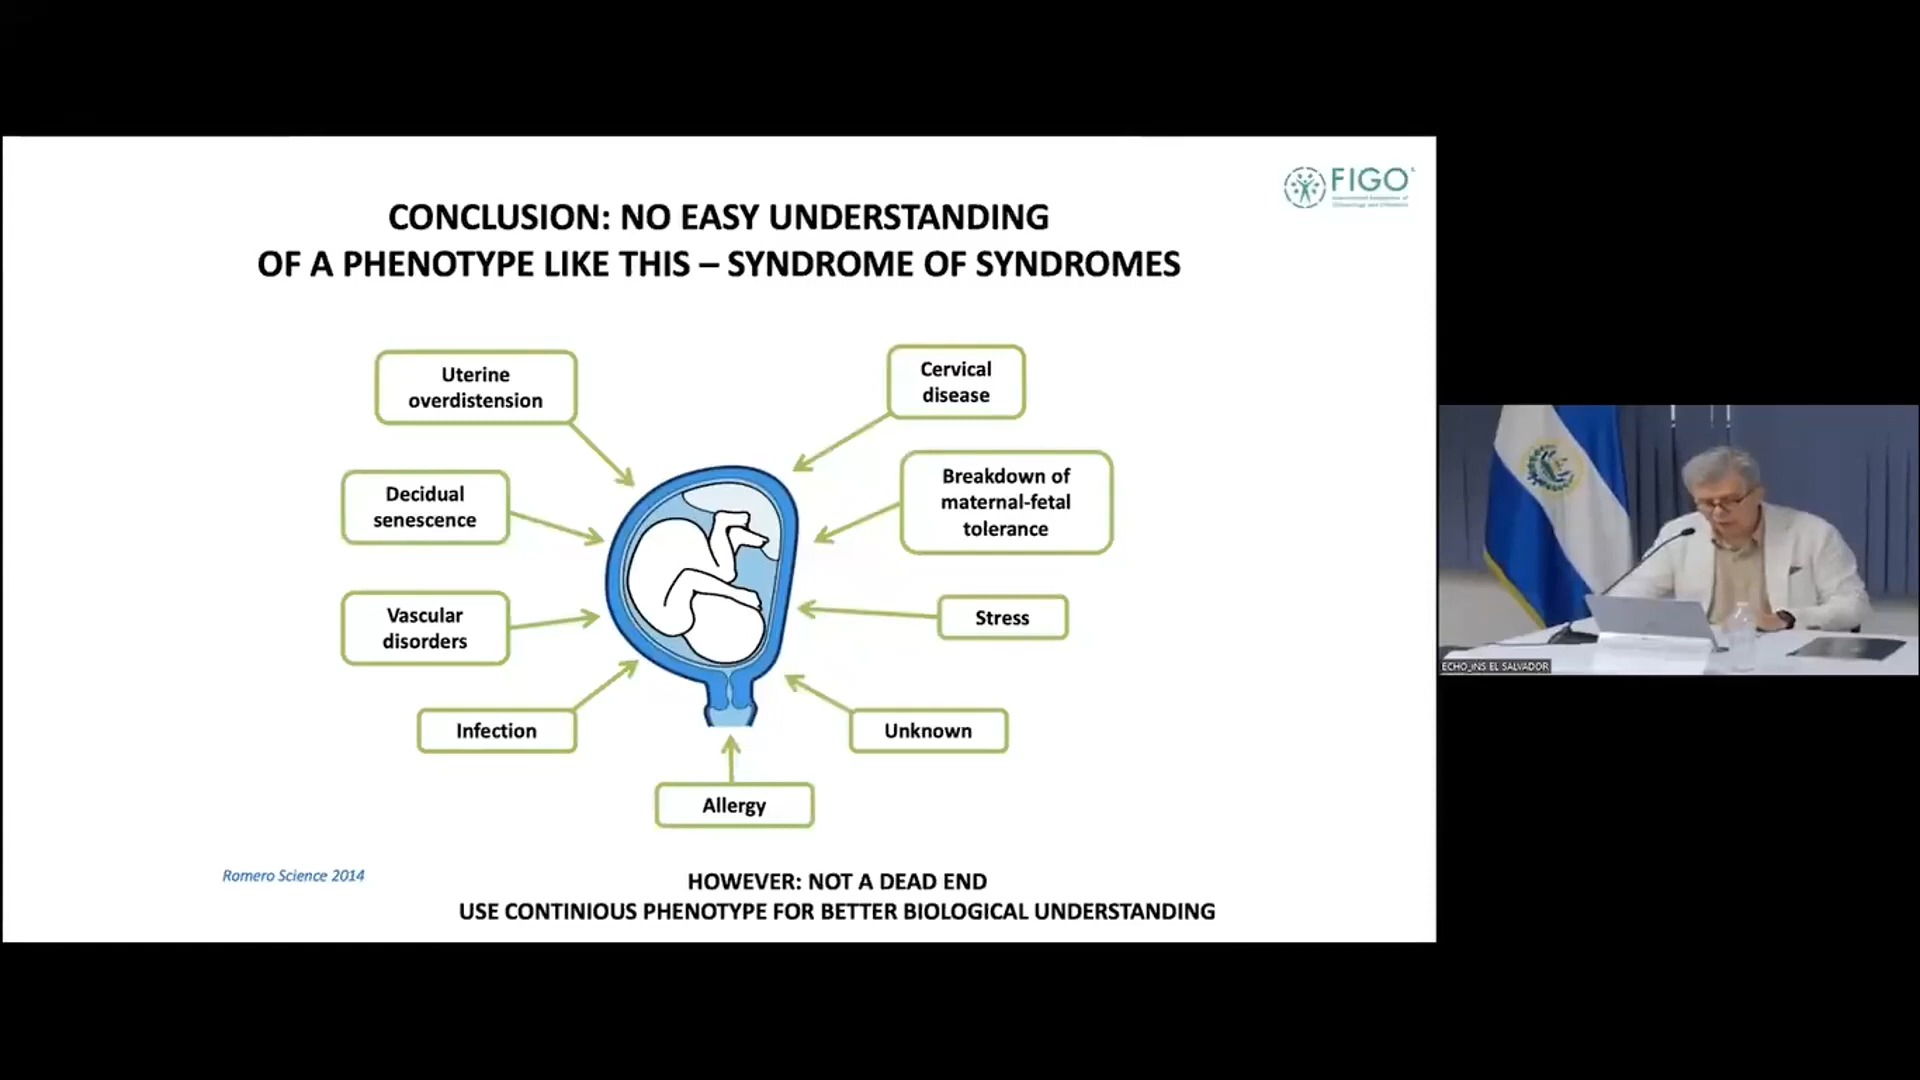 FIGO
CONCLUSION: NO EASY UNDERSTANDING
OF A PHENOTYPE LIKE THIS – SYNDROME OF SYNDROMES
Uterine
overdistension
Cervical
disease
Decidual
senescence
Breakdown of
maternal-fetal
tolerance
Vascular
disorders
Stress
Infection
Unknown
Allergy
Romero Science 2014
HOWEVER: NOT A DEAD END
USE CONTINIOUS PHENOTYPE FOR BETTER BIOLOGICAL UNDERSTANDING
ECHO_INS EL SALVADOR